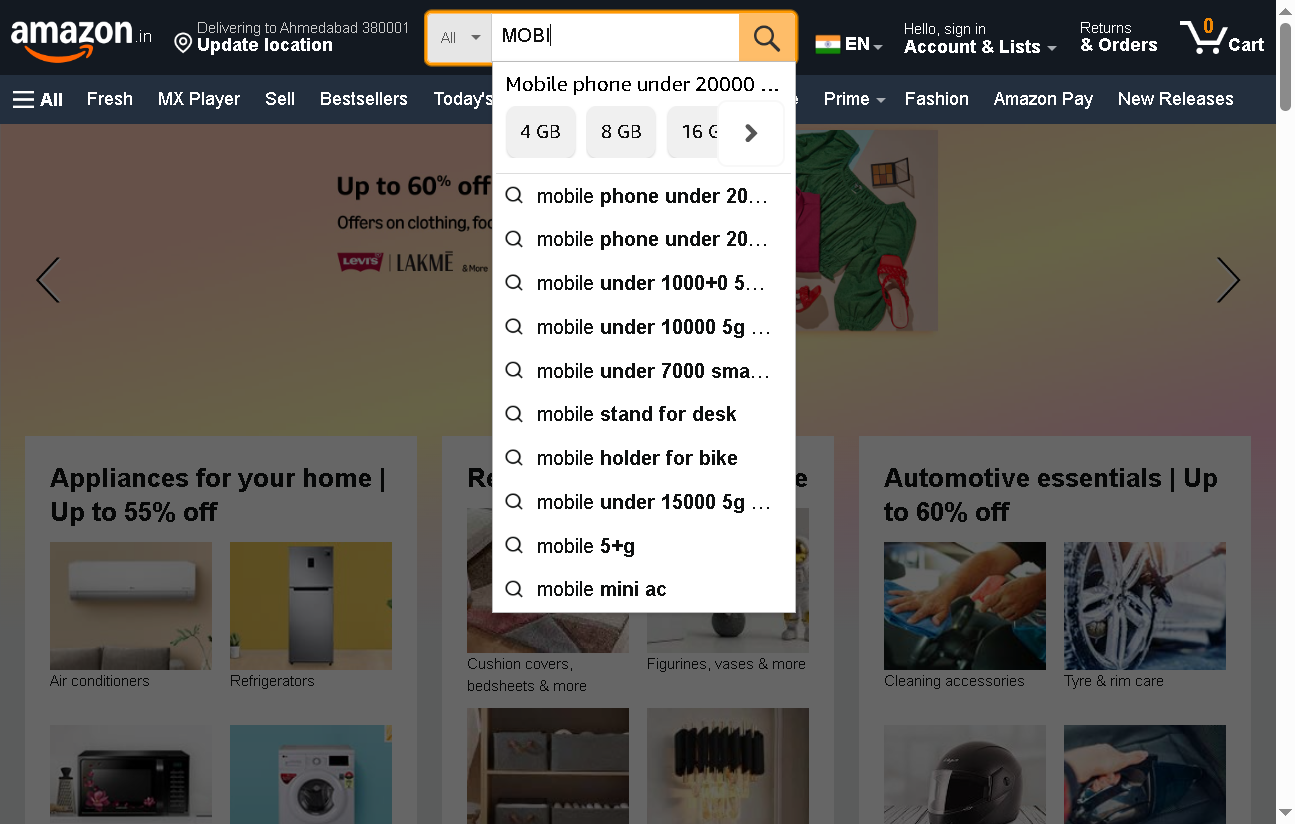 amazon.in
Delivering to Ahmedabad 380001
Update location
All
MOBI
EN
Hello, sign in
Account & Lists
Returns
& Orders
0
Cart
All
Fresh
MX Player
Sell
Bestsellers
Today's
Prime
Fashion
Amazon Pay
New Releases
Mobile phone under 20000 ...
4 GB
8 GB
16 G
mobile phone under 20...
mobile phone under 20...
mobile under 1000+0 5...
mobile under 10000 5g ...
mobile under 7000 sma...
mobile stand for desk
mobile holder for bike
mobile under 15000 5g ...
mobile 5+g
mobile mini ac
Up to 60% off
Offers on clothing,
Levi's
LAKMĒ
& More
Appliances for your home |
Up to 55% off
Air conditioners
Refrigerators
Cushion covers,
bedsheets & more
Figurines, vases & more
Automotive essentials | Up
to 60% off
Cleaning accessories
Tyre & rim care